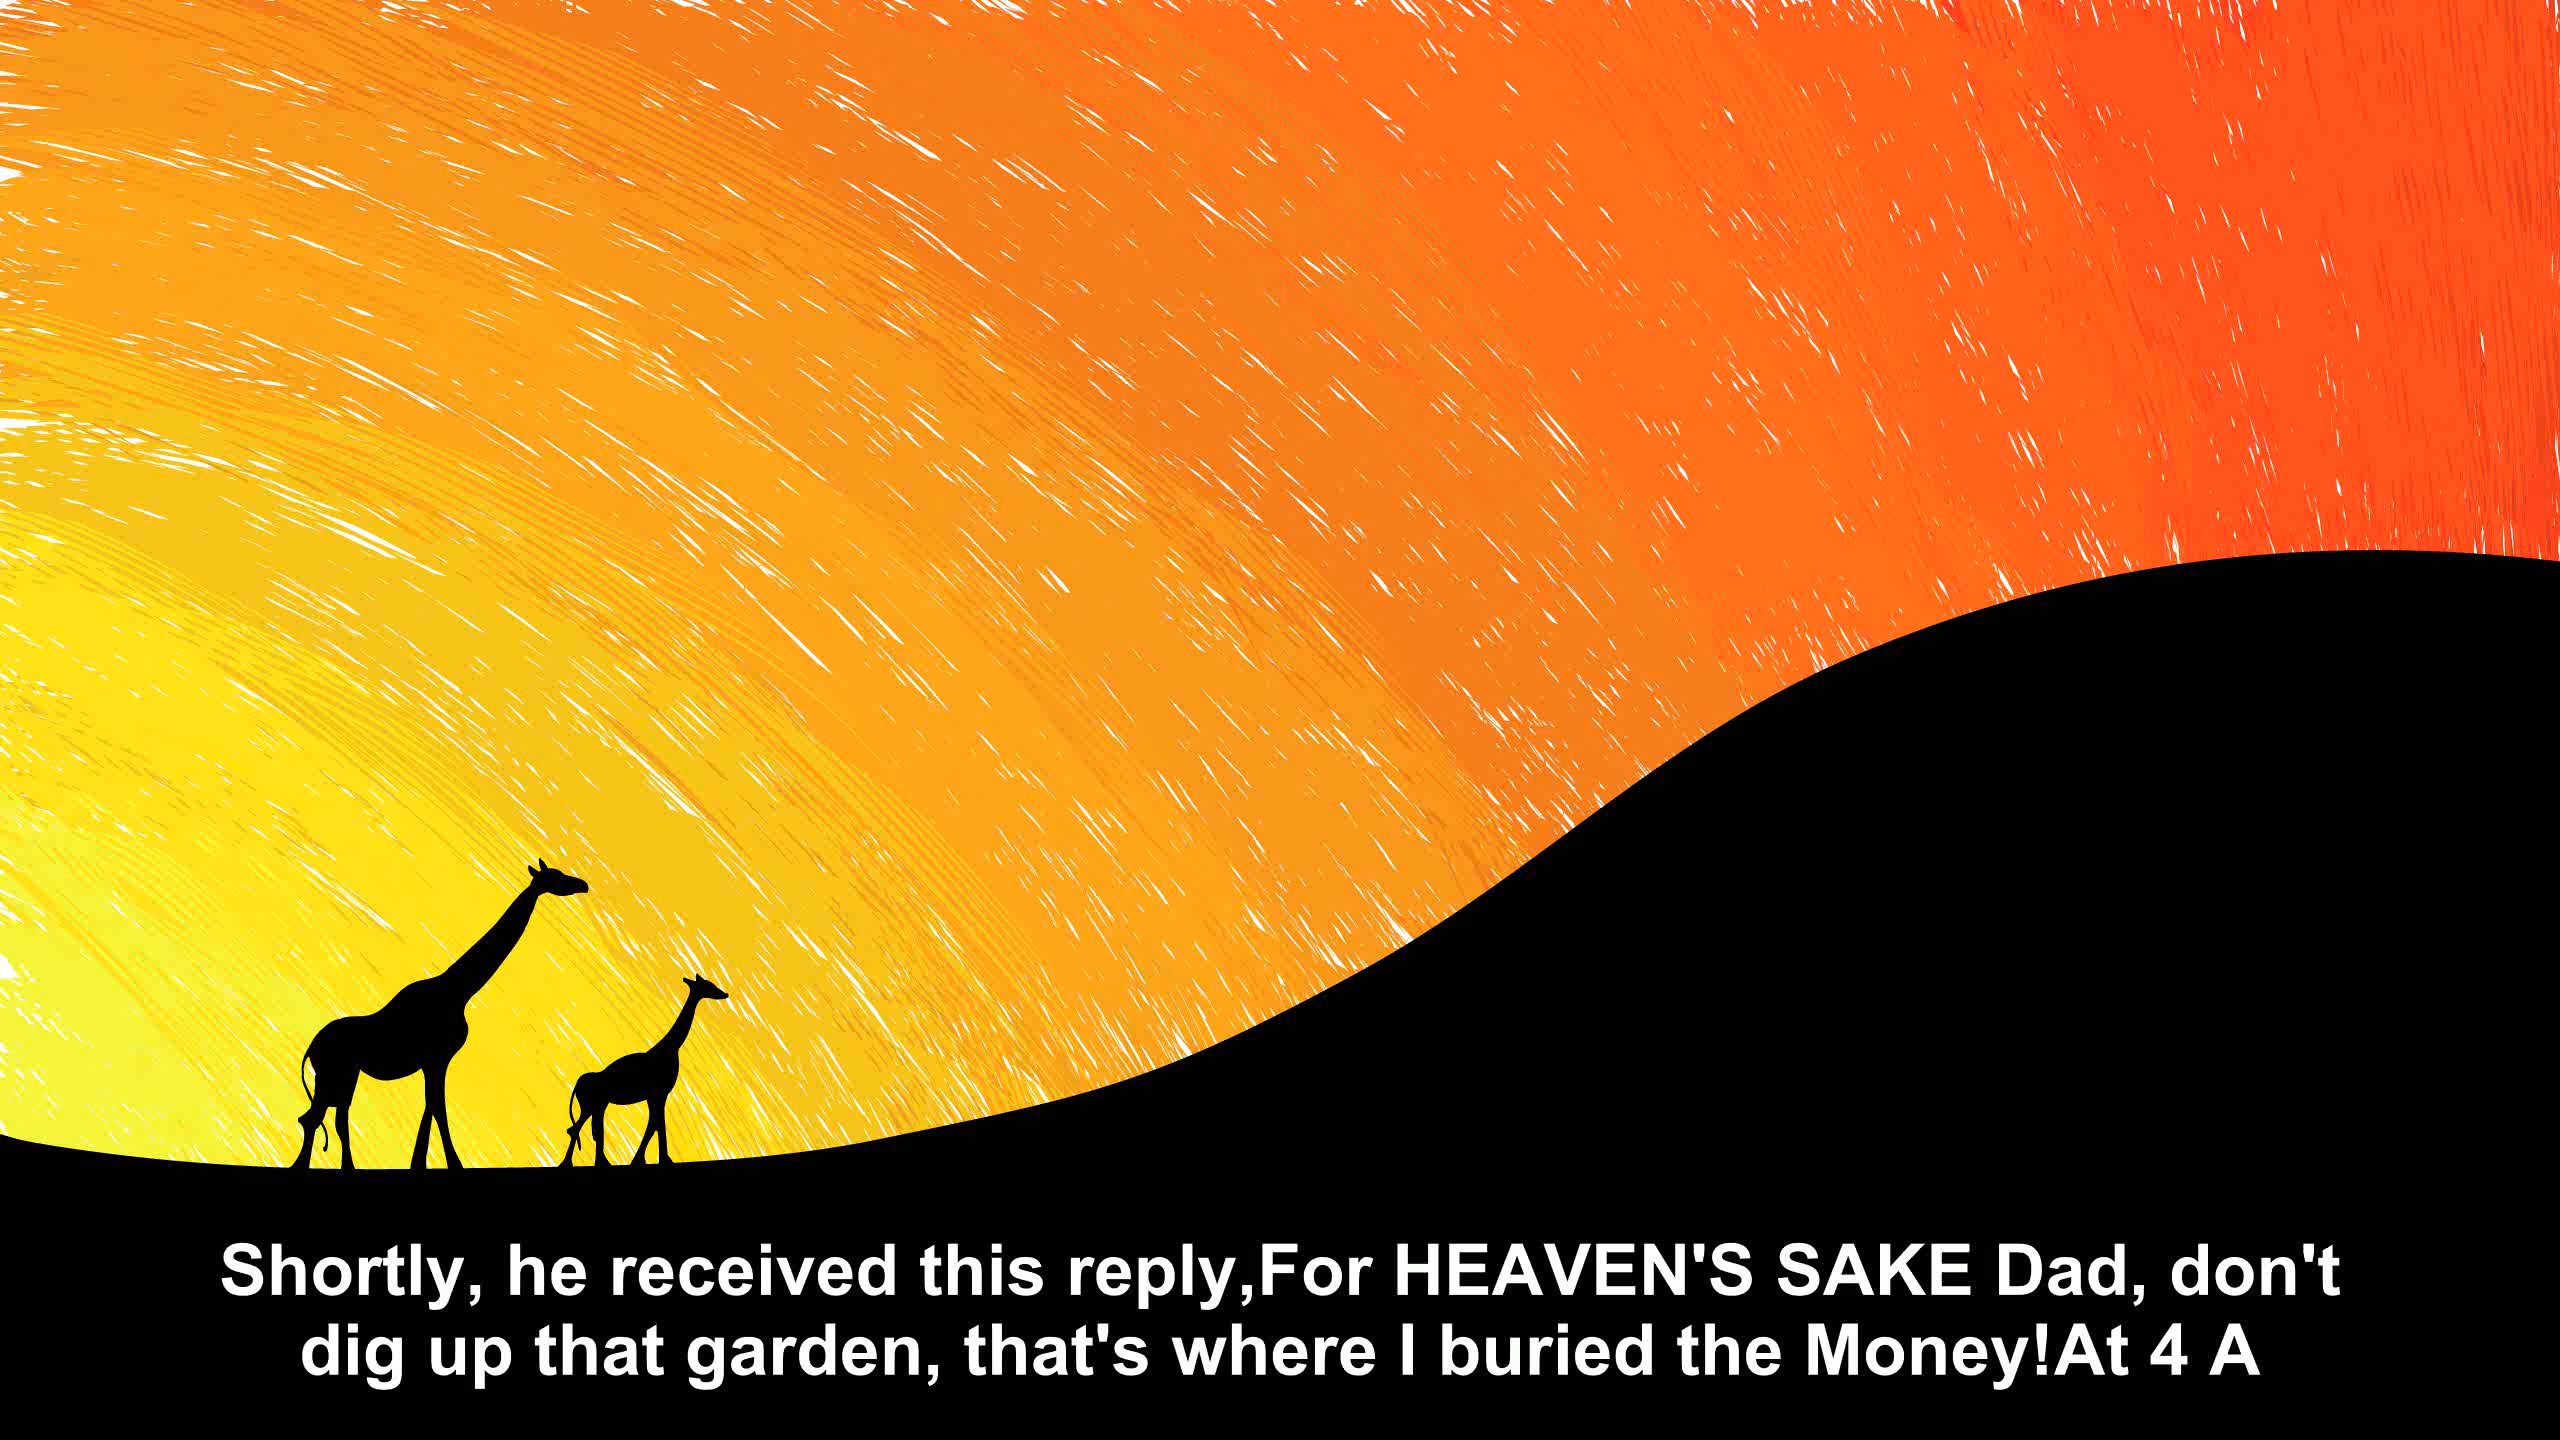 Shortly, he received this reply,For HEAVEN'S SAKE Dad, don't
dig up that garden, that's where I buried the Money!At 4 A